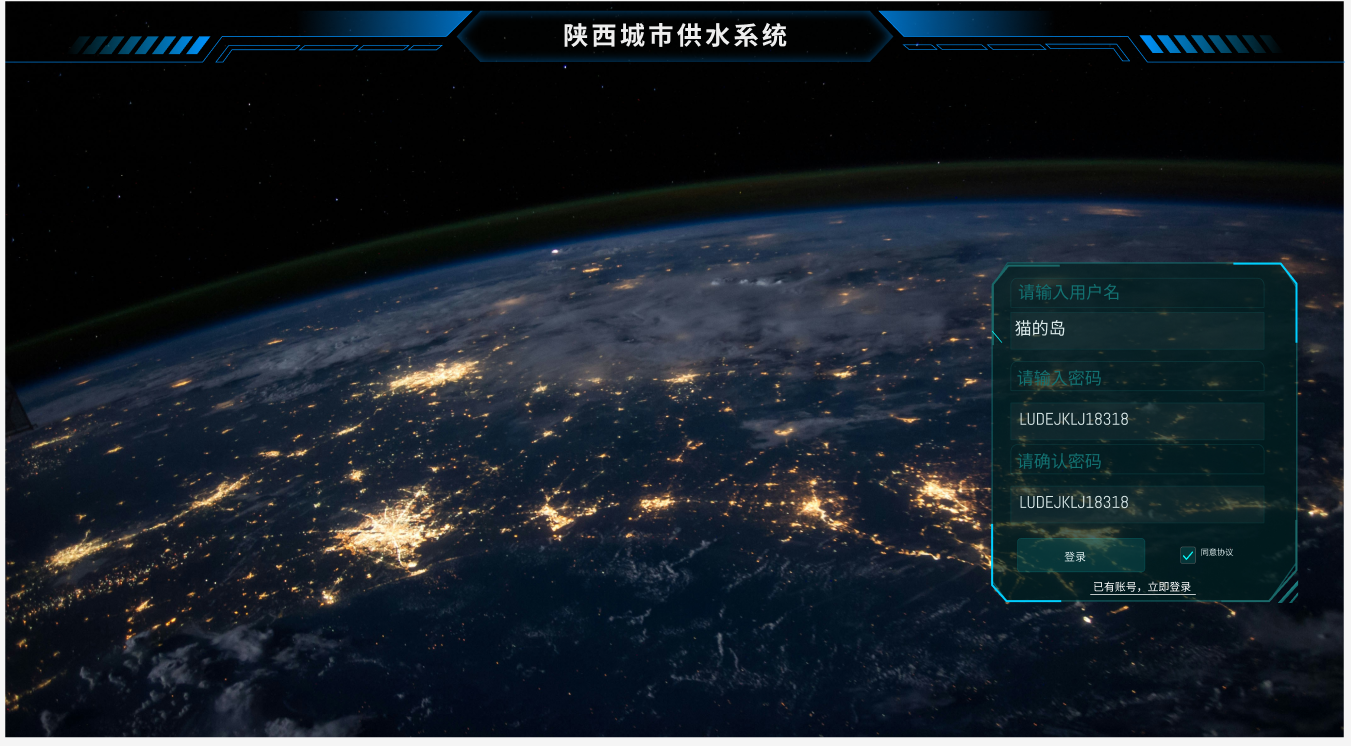 陕西城市供水系统
请输入用户名
猫的岛
请输入密码
LUDEJKLJ18318
请确认密码
LUDEJKLJ18318
登录
同意协议
已有账号，立即登录